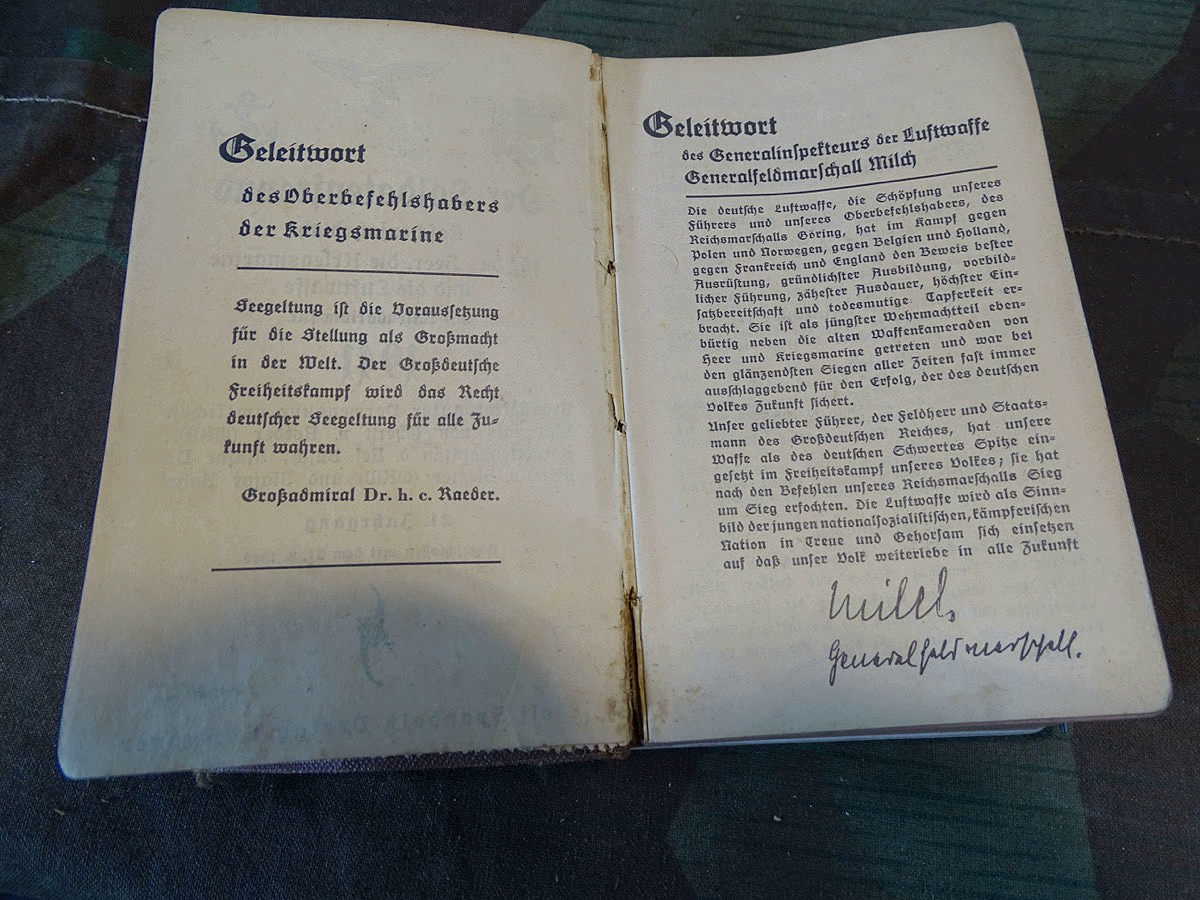 Geleitwort
des Oberbefehlshabers
der Kriegsmarine
Seegeltung ist die Voraussetzung
für die Stellung als Großmacht
in der Welt. Der Großdeutsche
Freiheitskampf wird das Recht
deutscher Seegeltung für alle Zu-
kunft wahren.
Großadmiral Dr. h. c. Raeder.
Geleitwort
des Generalinspekteurs der Luftwaffe
Generalfeldmarschall Milch
Die deutsche Luftwaffe, die Schöpfung unseres
Führers und unseres Oberbefehlshabers, des
Reichsmarschalls Göring, hat im Kampf gegen
Polen und Norwegen, gegen Belgien und Holland,
gegen Frankreich und England den Beweis bester
Ausrüstung, gründlichster Ausbildung, vorbild-
licher Führung, zähester Ausdauer, höchster Ein-
satzbereitschaft und todesmutiger Tapferkeit er-
bracht. Sie ist als jüngster Wehrmachtteil eben-
bürtig neben die alten Waffenkameraden von
Heer und Kriegsmarine getreten und war bei
den glänzendsten Siegen aller Zeiten fast immer
ausschlaggebend für den Erfolg, der des deutschen
Volkes Zukunft sichert.
Unser geliebter Führer, der Feldherr und Staats-
mann des Großdeutschen Reiches, hat unsere
Waffe als des deutschen Schwertes Spitze ein-
gesetzt im Freiheitskampf unseres Volkes; sie hat
nach den Befehlen unseres Reichsmarschalls Sieg
um Sieg erfochten. Die Luftwaffe wird als Sinn-
bild der jungen nationalsozialistischen, kämpferischen
Nation in Treue und Gehorsam sich einsetzen
auf daß unser Volk weiterlebe in alle Zukunft
Milch,
Generalfeldmarschall.